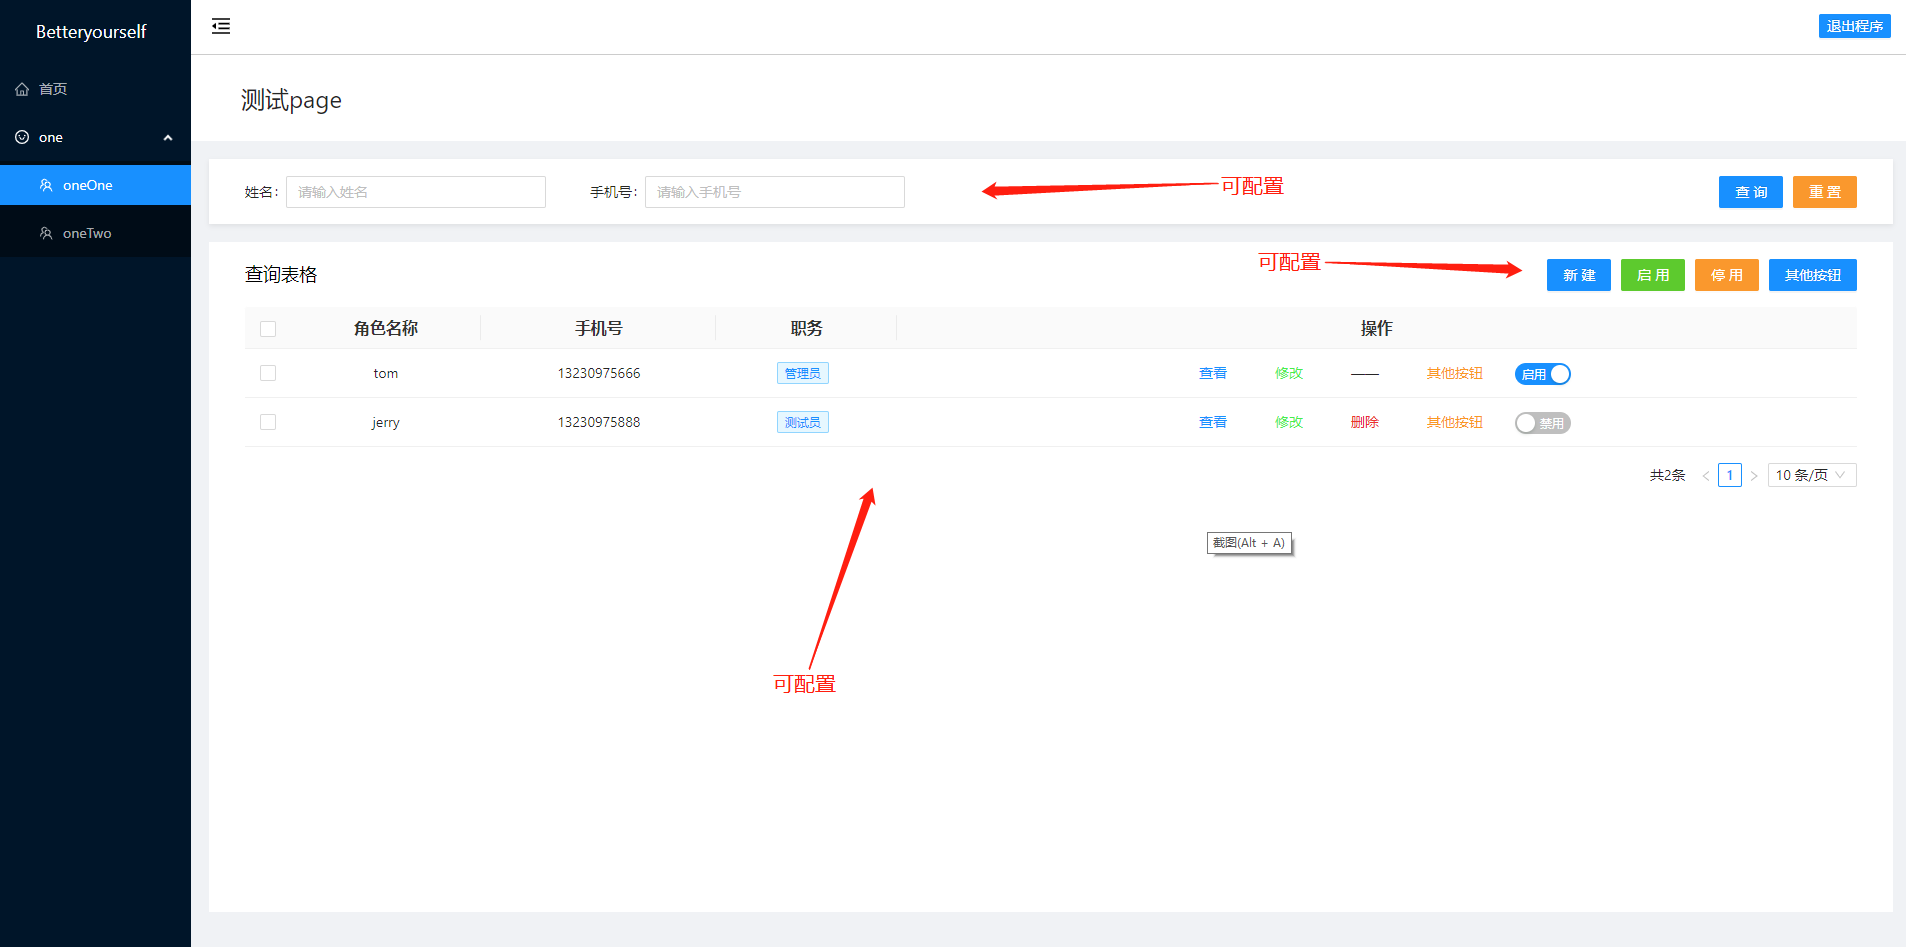 Betteryourself
退出程序
首页
one
oneOne
oneTwo
测试page
姓名: 请输入姓名 手机号: 请输入手机号 可配置 查 询 重 置
查询表格 可配置 新 建 启 用 停 用 其他按钮
角色名称 手机号 职务 操作
tom 13230975666 管理员 查看 修改 —— 其他按钮 启用
jerry 13230975888 测试员 查看 修改 删除 其他按钮 禁用
共2条 < 1 > 10 条/页
截图(Alt + A)
可配置